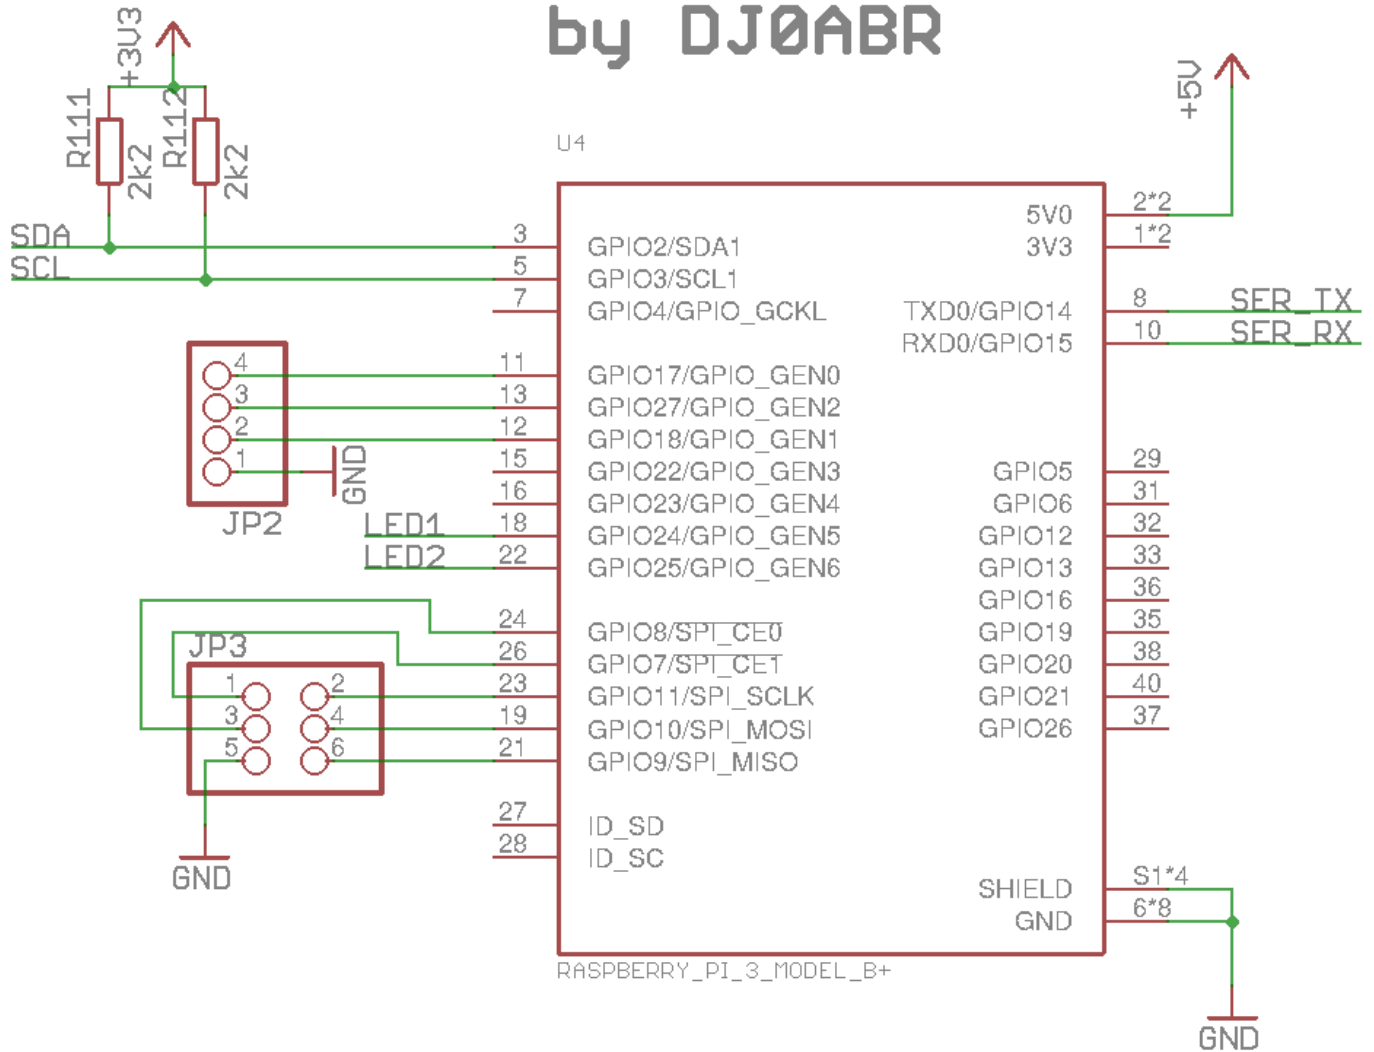 by DJ0ABR
+3V3
+5V
R111
2k2
R112
2k2
U4
SDA
SCL
3 GPIO2/SDA1
5 GPIO3/SCL1
7 GPIO4/GPIO_GCKL
11 GPIO17/GPIO_GEN0
13 GPIO27/GPIO_GEN2
12 GPIO18/GPIO_GEN1
15 GPIO22/GPIO_GEN3
16 GPIO23/GPIO_GEN4
18 GPIO24/GPIO_GEN5
22 GPIO25/GPIO_GEN6
24 GPIO8/SPI_CE0
26 GPIO7/SPI_CE1
23 GPIO11/SPI_SCLK
19 GPIO10/SPI_MOSI
21 GPIO9/SPI_MISO
27 ID_SD
28 ID_SC
4
3
2
1
GND
JP2
LED1
LED2
JP3
1 2
3 4
5 6
GND
5V0 2*2
3V3 1*2
TXD0/GPIO14 8 SER_TX
RXD0/GPIO15 10 SER_RX
GPIO5 29
GPIO6 31
GPIO12 32
GPIO13 33
GPIO16 36
GPIO19 35
GPIO20 38
GPIO21 40
GPIO26 37
SHIELD S1*4
GND 6*8
RASPBERRY_PI_3_MODEL_B+
GND